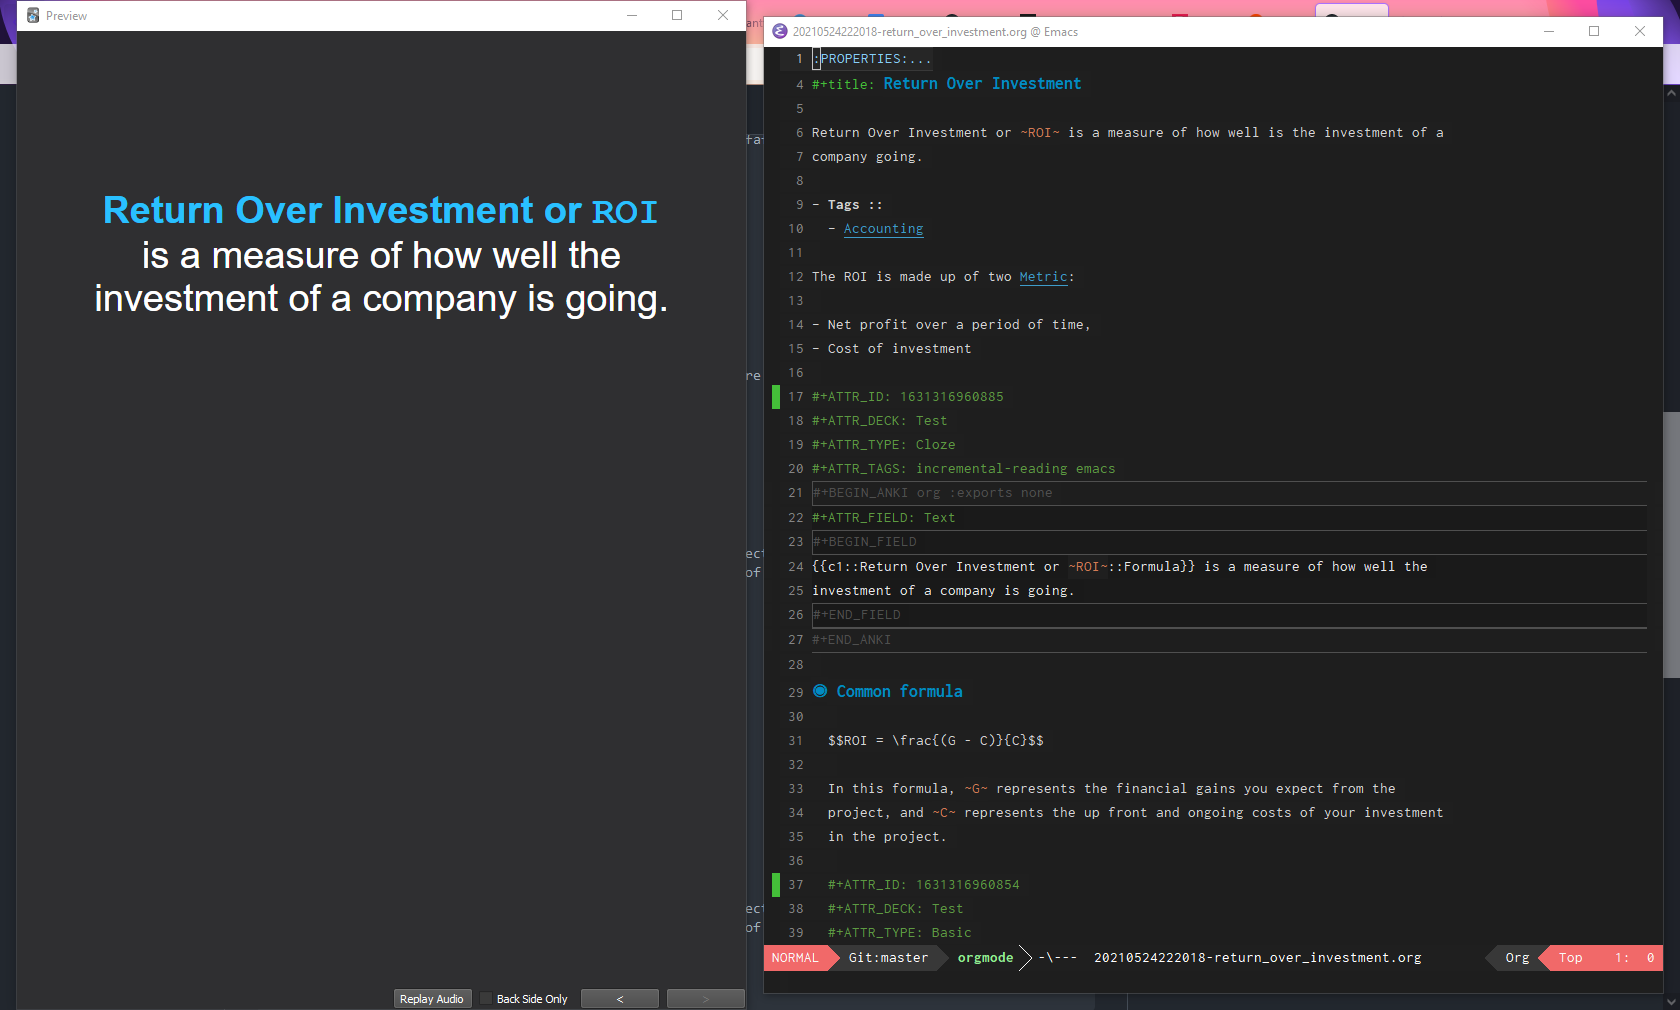 Preview
Return Over Investment or ROI
is a measure of how well the
investment of a company is going.
Replay Audio
Back Side Only
<
>
20210524222018-return_over_investment.org @ Emacs
1 :PROPERTIES:...
4 #+title: Return Over Investment
5
6 Return Over Investment or ~ROI~ is a measure of how well is the investment of a
7 company going.
8
9 - Tags ::
10 - Accounting
11
12 The ROI is made up of two Metric:
13
14 - Net profit over a period of time,
15 - Cost of investment
16
17 #+ATTR_ID: 1631316960885
18 #+ATTR_DECK: Test
19 #+ATTR_TYPE: Cloze
20 #+ATTR_TAGS: incremental-reading emacs
21 #+BEGIN_ANKI org :exports none
22 #+ATTR_FIELD: Text
23 #+BEGIN_FIELD
24 {{c1::Return Over Investment or ~ROI~::Formula}} is a measure of how well the
25 investment of a company is going.
26 #+END_FIELD
27 #+END_ANKI
28
29 Common formula
30
31 $$ROI = \frac{(G - C)}{C}$$
32
33 In this formula, ~G~ represents the financial gains you expect from the
34 project, and ~C~ represents the up front and ongoing costs of your investment
35 in the project.
36
37 #+ATTR_ID: 1631316960854
38 #+ATTR_DECK: Test
39 #+ATTR_TYPE: Basic
NORMAL Git:master orgmode -\--- 20210524222018-return_over_investment.org Org Top 1: 0